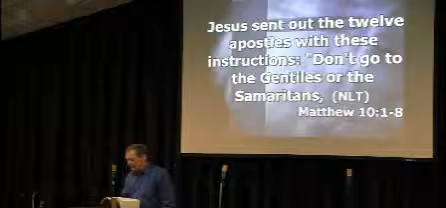 Jesus sent out the twelve
apostles with these
instructions: "Don't go to
the Gentiles or the
Samaritans, (NLT)
Matthew 10:1-8